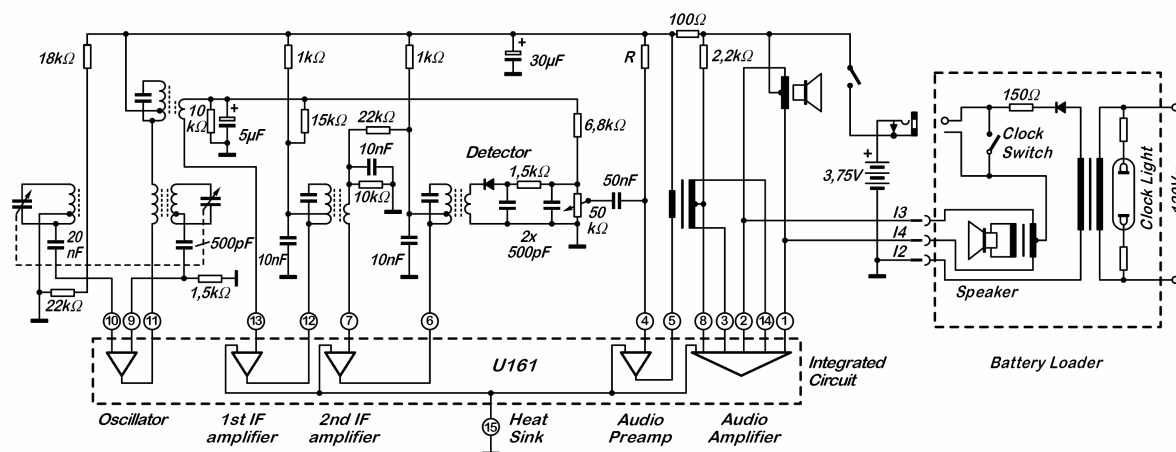 100Ω
18kΩ
1kΩ
1kΩ
30µF
R
2,2kΩ
10
kΩ
5µF
15kΩ
22kΩ
10nF
10kΩ
Detector
1,5kΩ
6,8kΩ
50nF
50
kΩ
2x
500pF
3,75V
150Ω
Clock
Switch
Clock Light
20
nF
500pF
10nF
10nF
22kΩ
1,5kΩ
I3
I4
I2
Speaker
10
9
11
13
12
7
6
4
5
8
3
2
14
1
U161
Integrated
Circuit
Battery Loader
Oscillator
1st IF
amplifier
2nd IF
amplifier
15
Heat
Sink
Audio
Preamp
Audio
Amplifier